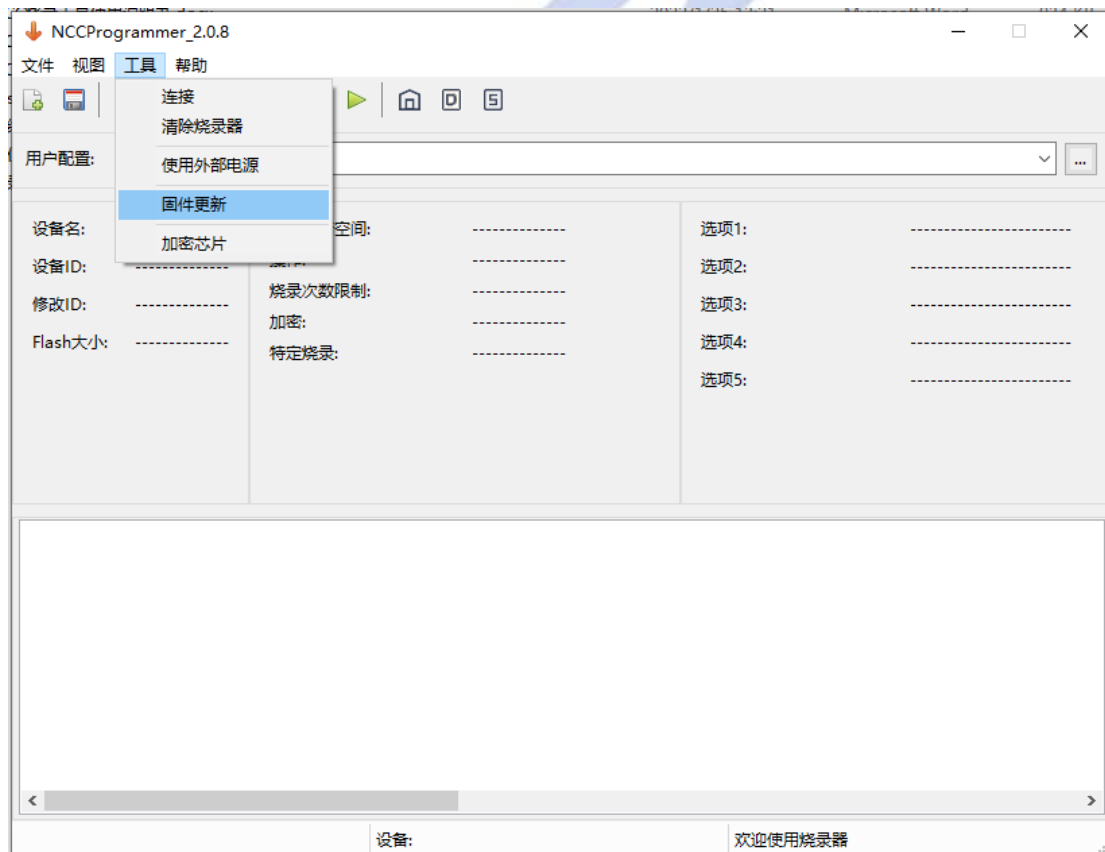 NCCProgrammer_2.0.8
文件 视图 工具 帮助
连接
清除烧录器
使用外部电源
固件更新
加密芯片
D S
用户配置:
...
设备名: -------------- 选项1: -----------------------
空间: --------------
设备ID: -------------- 选项2: -----------------------
烧录次数限制: --------------
修改ID: -------------- 选项3: -----------------------
加密: --------------
Flash大小: -------------- 选项4: -----------------------
特定烧录: --------------
选项5: -----------------------
设备: 欢迎使用烧录器